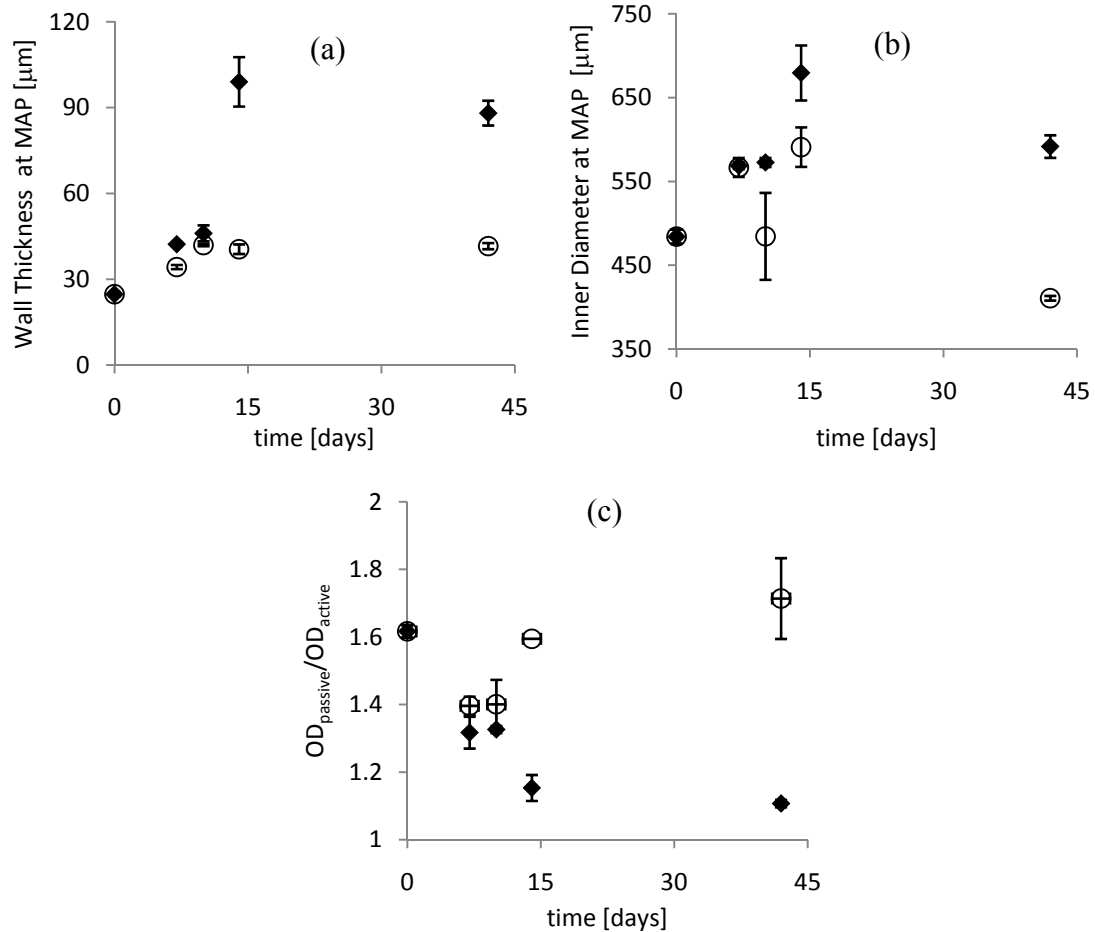 (a)
Wall Thickness at MAP [μm]
120
90
60
30
0
0 15 30 45
time [days]
(b)
Inner Diameter at MAP [μm]
750
650
550
450
350
0 15 30 45
time [days]
(c)
ODpassive/ODactive
2
1.8
1.6
1.4
1.2
1
0 15 30 45
time [days]